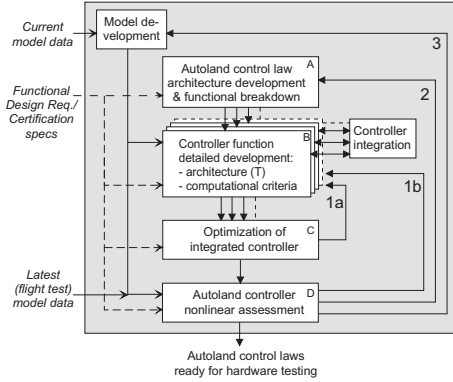 Current
model data
Model de-
velopment
3
A
Autoland control law
architecture development
& functional breakdown
2
Functional
Design Req./
Certification
specs
B
Controller function
detailed development:
- architecture (T)
- computational criteria
Controller
integration
1b
1a
C
Optimization of
integrated controller
Latest
(flight test)
model data
D
Autoland controller
nonlinear assessment
Autoland control laws
ready for hardware testing